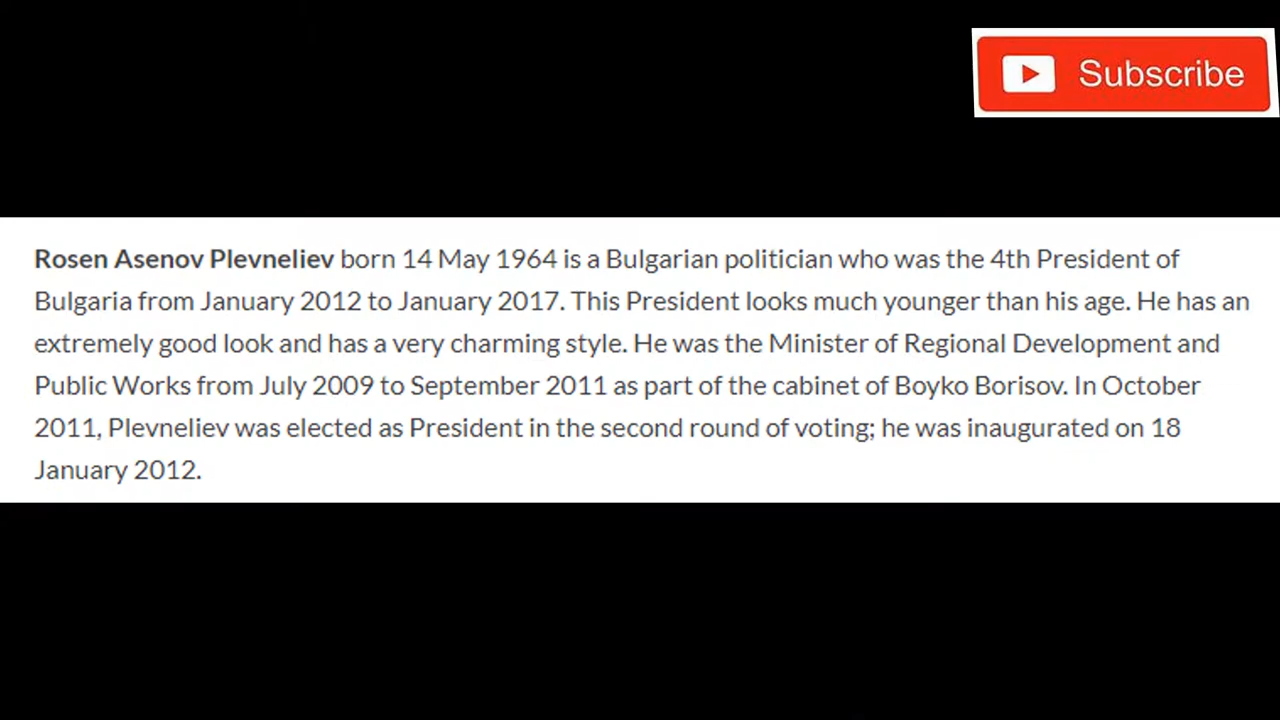 Subscribe
Rosen Asenov Plevneliev born 14 May 1964 is a Bulgarian politician who was the 4th President of
Bulgaria from January 2012 to January 2017. This President looks much younger than his age. He has an
extremely good look and has a very charming style. He was the Minister of Regional Development and
Public Works from July 2009 to September 2011 as part of the cabinet of Boyko Borisov. In October
2011, Plevneliev was elected as President in the second round of voting; he was inaugurated on 18
January 2012.